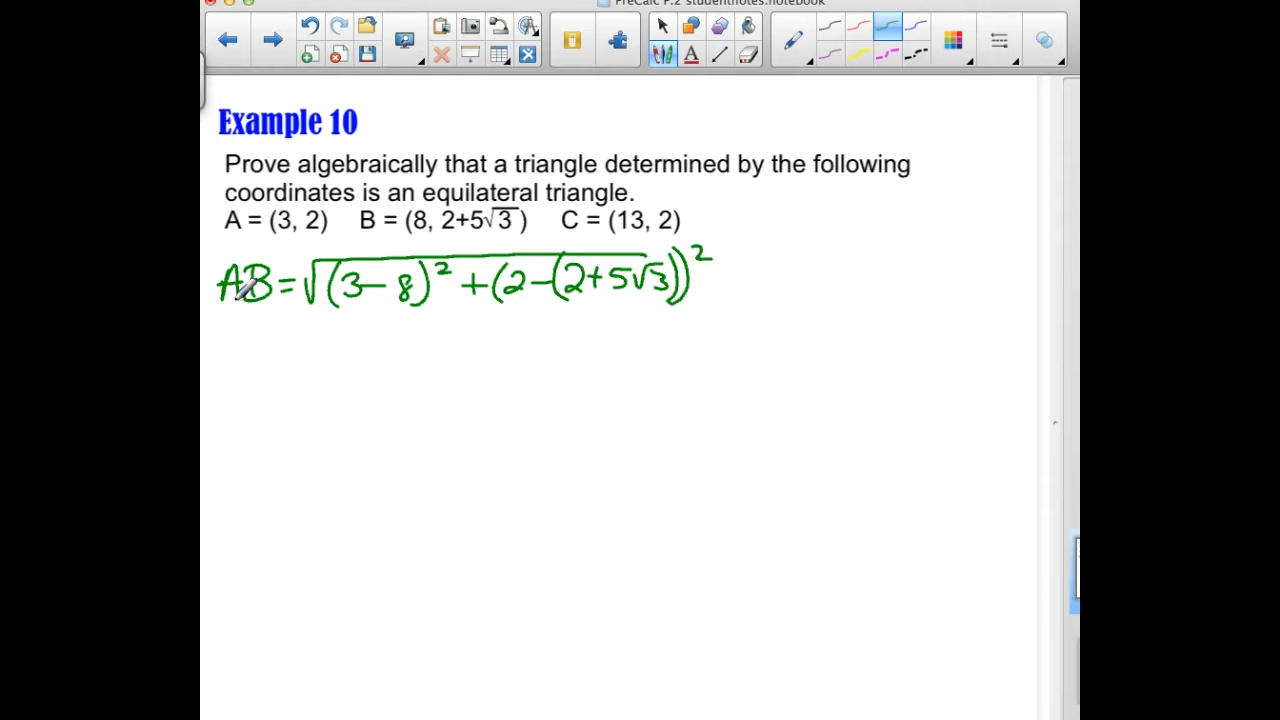 PreCalc P.2 studentnotes.notebook
Example 10
Prove algebraically that a triangle determined by the following
coordinates is an equilateral triangle.
A = (3, 2) B = (8, 2+5√3) C = (13, 2)
AB = √(3-8)² + (2-(2+5√3))²